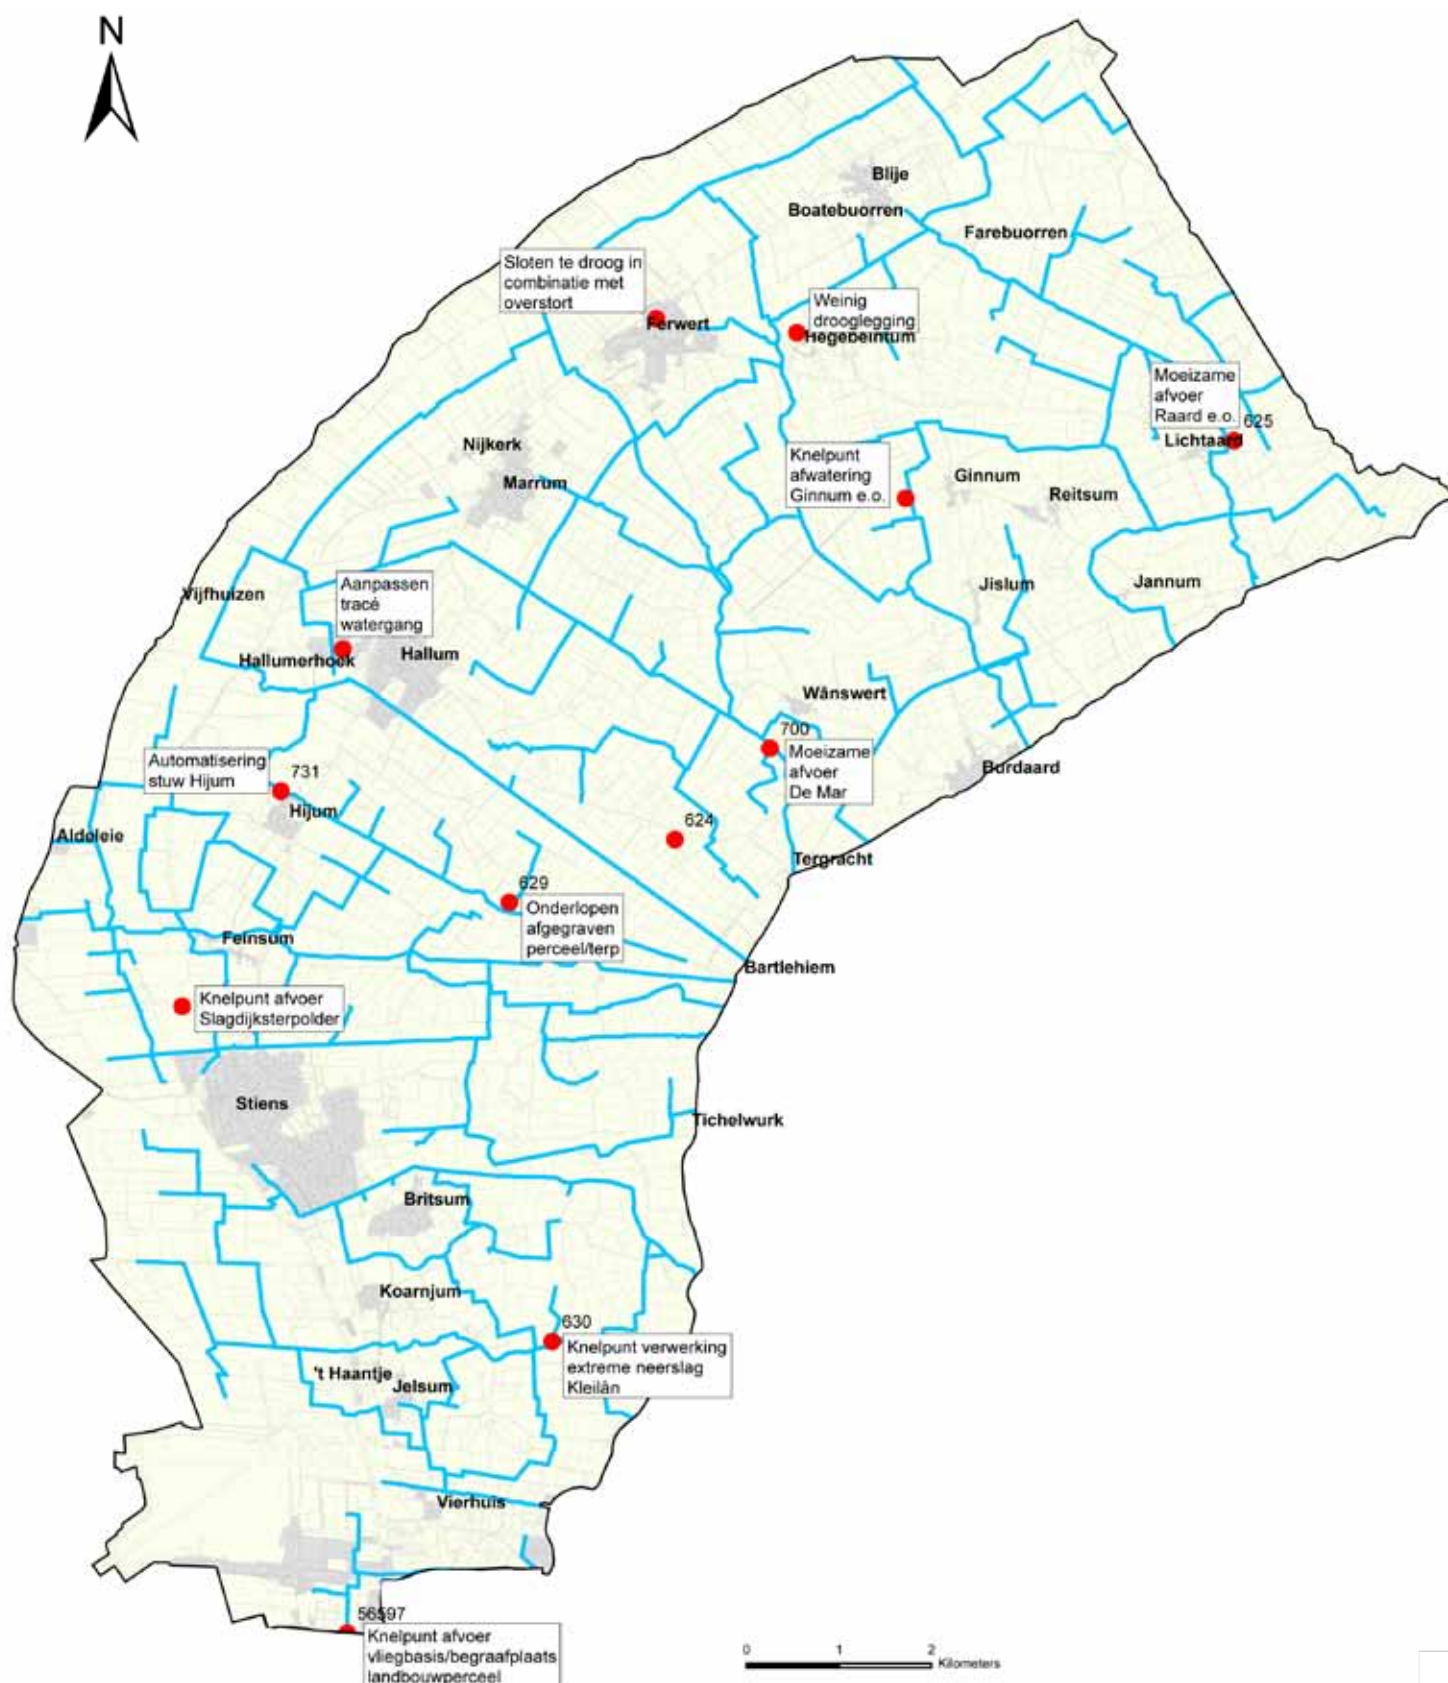 N
Blije
Boatebuorren
Farebuorren
Sloten te droog in
combinatie met
overstort
Weinig
drooglegging
Ferwert
Hegebeintum
Moeizame
afvoer
Raard e.o.
625
Lichtaard
Nijkerk
Marrum
Knelpunt
afwatering
Ginnum e.o.
Ginnum
Reitsum
Jislum
Jannum
Vijfhuizen
Aanpassen
tracé
watergang
Hallumerhoek
Hallum
Wânswert
700
Moeizame
afvoer
De Mar
Burdaard
Automatisering
stuw Hijum
731
Hijum
624
Aldeleie
Tergracht
629
Onderlopen
afgegraven
perceel/terp
Feinsum
Bartlehiem
Knelpunt afvoer
Slagdijksterpolder
Stiens
Tichelwurk
Britsum
Koarnjum
630
Knelpunt verwerking
extreme neerslag
Kleilân
't Haantje
Jelsum
Vierhuis
56597
Knelpunt afvoer
vliegbasis/begraafplaats
landbouwperceel
0 1 2
Kilometers